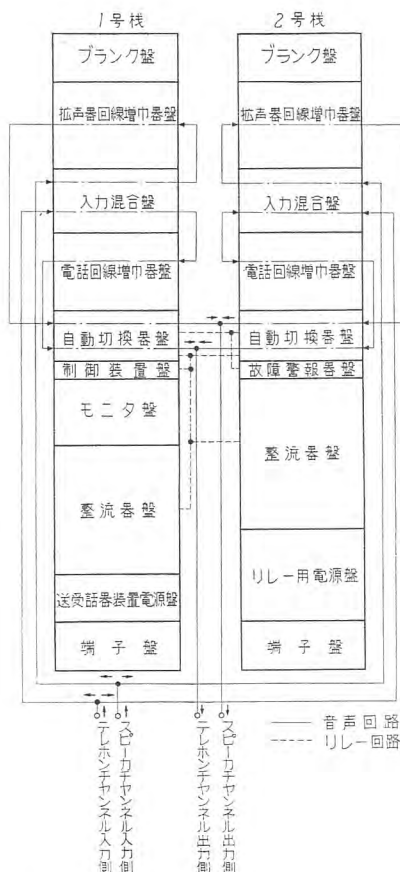 1号栈
ブランク盤
拡声器回線増巾器盤
入力混合盤
電話回線増巾器盤
自動切換器盤
制御装置盤
モニタ盤
整流器盤
送受話器装置電源盤
端子盤
2号栈
ブランク盤
拡声器回線増巾器盤
入力混合盤
電話回線増巾器盤
自動切換器盤
故障警報器盤
整流器盤
リレー用電源盤
端子盤
テレホンチャンネル入力側
スピーカチャンネル入力側
テレホンチャンネル出力側
スピーカチャンネル出力側
音声回路
リレー回路